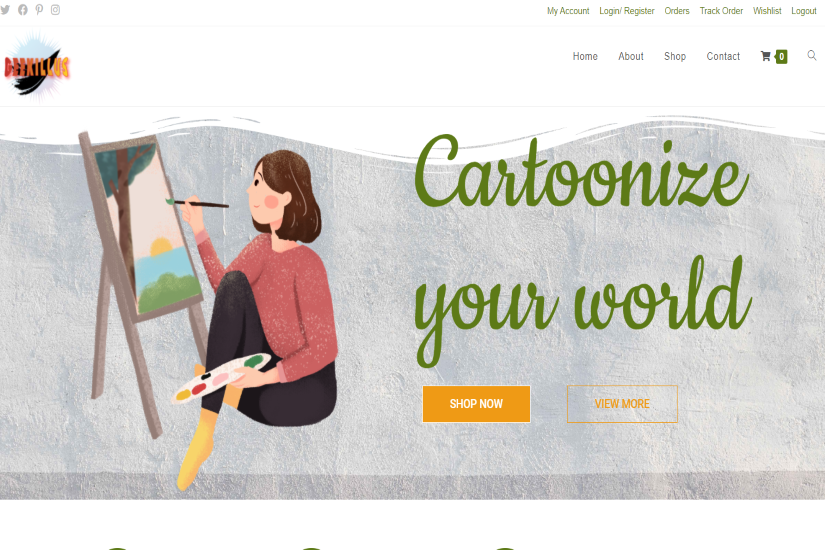 My Account Login/ Register Orders Track Order Wishlist Logout
Home About Shop Contact 0
Cartoonize
your world
SHOP NOW VIEW MORE